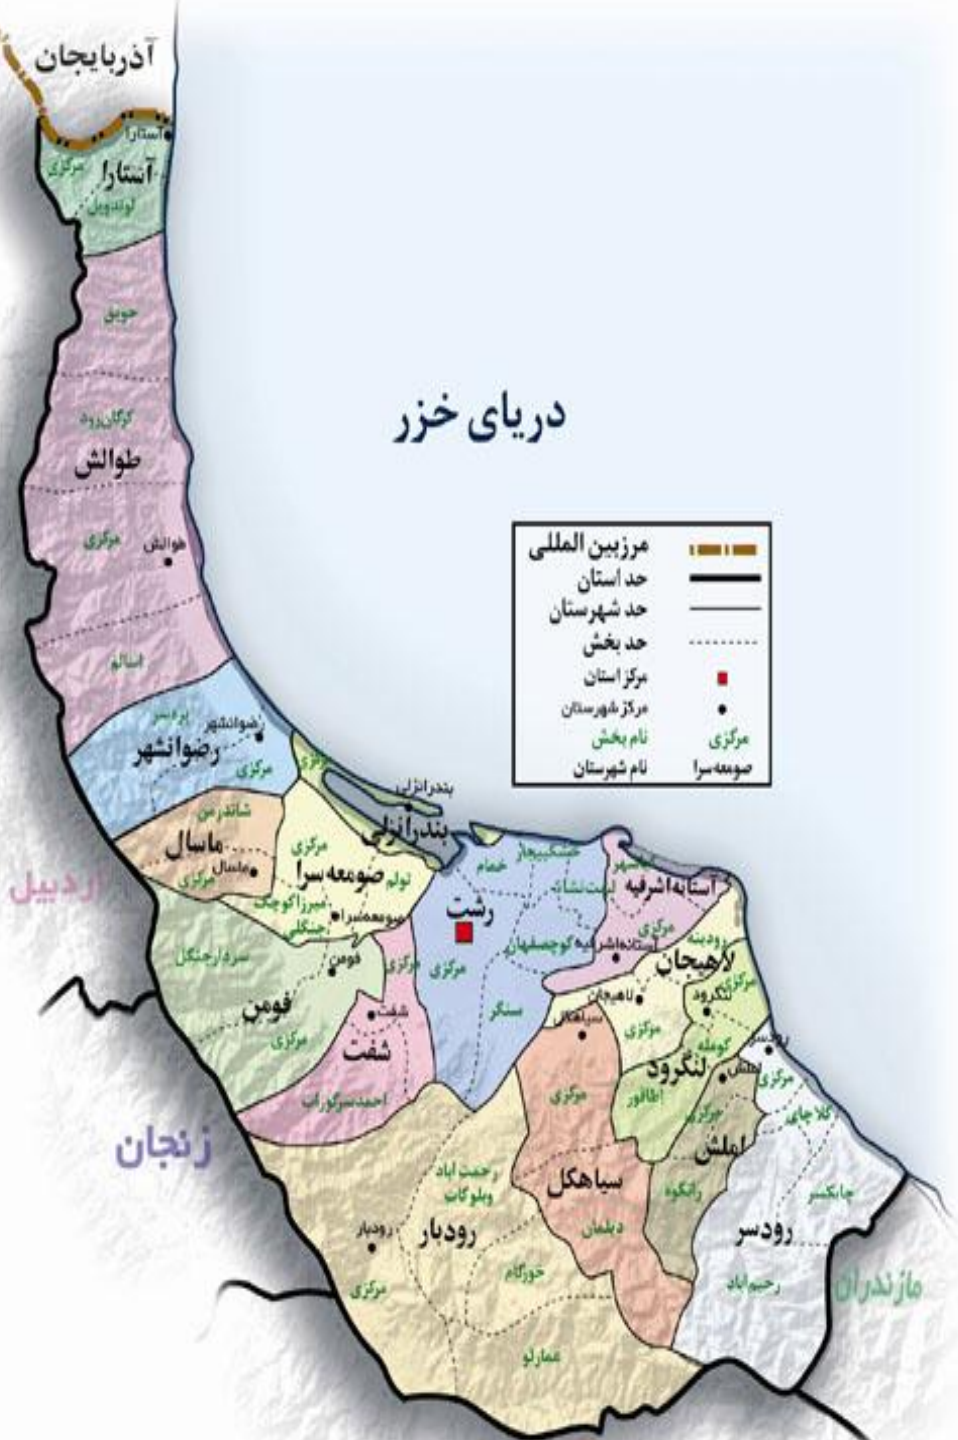 آذربایجان
آستارا
مرکزی
آستارا
لوندویل
حویق
کرگان‌رود
طوالش
مرکزی
طوالش
اسالم
دریای خزر
مرزبین المللی
حد استان
حد شهرستان
حد بخش
مرکز استان
مرکز شهرستان
نام بخش
مرکزی
نام شهرستان
صومعه‌سرا
پره‌سر
رضوانشهر
رضوانشهر
مرکزی
مرکزی
بندرانزلی
بندرانزلی
شاندرمن
ماسال
ماسال
مرکزی
مرکزی
صومعه‌سرا
تولم
میرزاکوچک
جنگلی
صومعه‌سرا
خمام
خشکبیجار
لشت‌نشاء
رشت
کوچصفهان
مرکزی
سنگر
کیاشهر
آستانه‌اشرفیه
مرکزی
آستانه‌اشرفیه
رودبنه
لاهیجان
لاهیجان
مرکزی
اردبیل
سردارجنگل
فومن
فومن
مرکزی
مرکزی
شفت
شفت
احمدسرگوراب
مرکزی
لنگرود
کومله
لنگرود
اطاقور
سیاهکل
مرکزی
سیاهکل
دیلمان
رودسر
مرکزی
کلاچای
املش
مرکزی
املش
رانکوه
چابکسر
رودسر
رحیم‌آباد
زنجان
رحمت آباد
وبلوکات
رودبار
رودبار
مرکزی
خورگام
عمارلو
مازندران